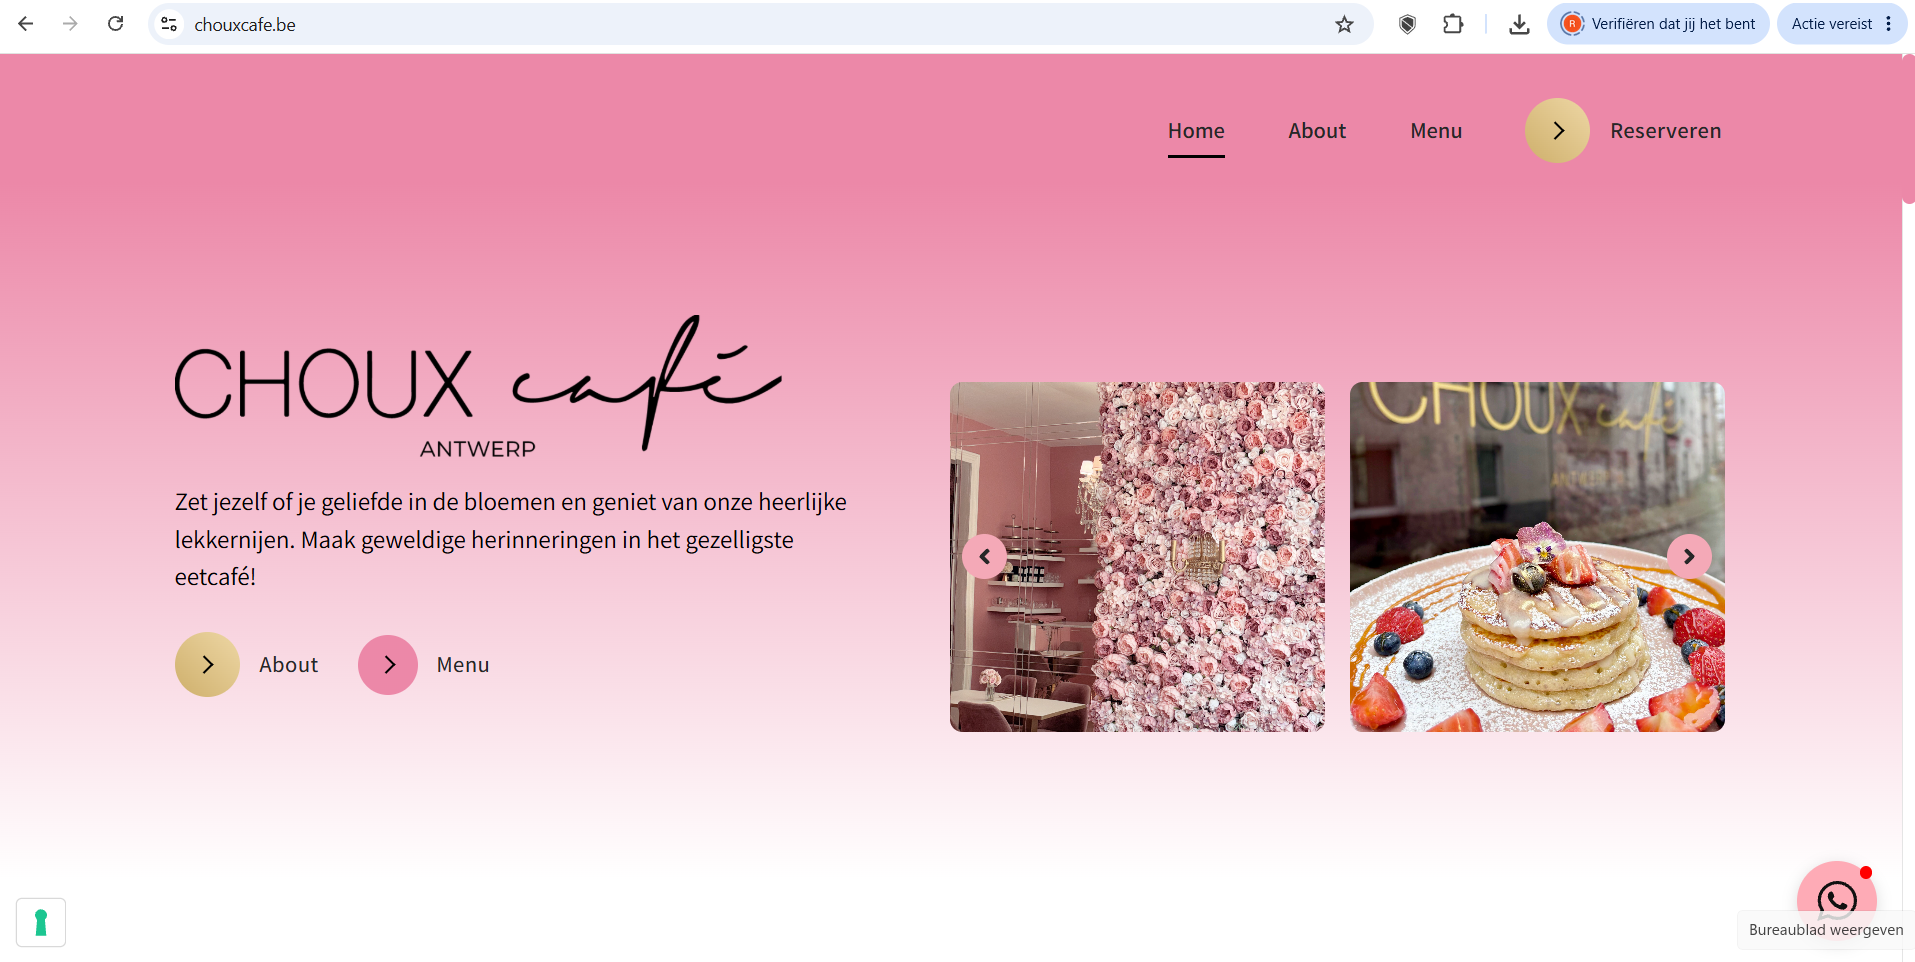 chouxcafe.be
R
Verifiëren dat jij het bent
Actie vereist
Home
About
Menu
Reserveren
CHOUX café
ANTWERP
Zet jezelf of je geliefde in de bloemen en geniet van onze heerlijke
lekkernijen. Maak geweldige herinneringen in het gezelligste
eetcafé!
About
Menu
CHOUX café
Bureaublad weergeven